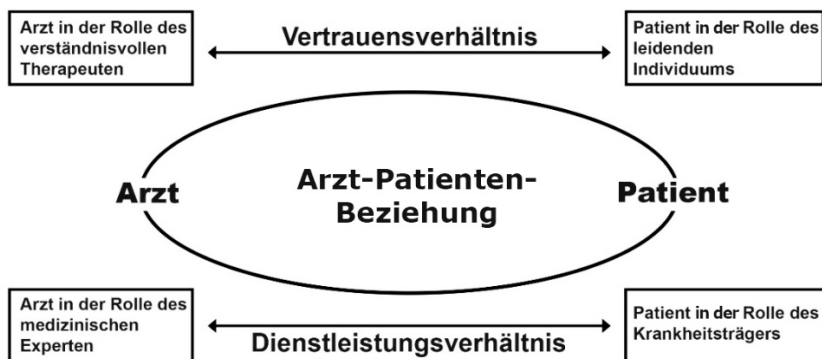 Arzt in der Rolle des
verständnisvollen
Therapeuten
Vertrauensverhältnis
Patient in der Rolle des
leidenden
Individuums
Arzt
Arzt-Patienten-
Beziehung
Patient
Arzt in der Rolle des
medizinischen
Experten
Dienstleistungsverhältnis
Patient in der Rolle des
Krankheitsträgers